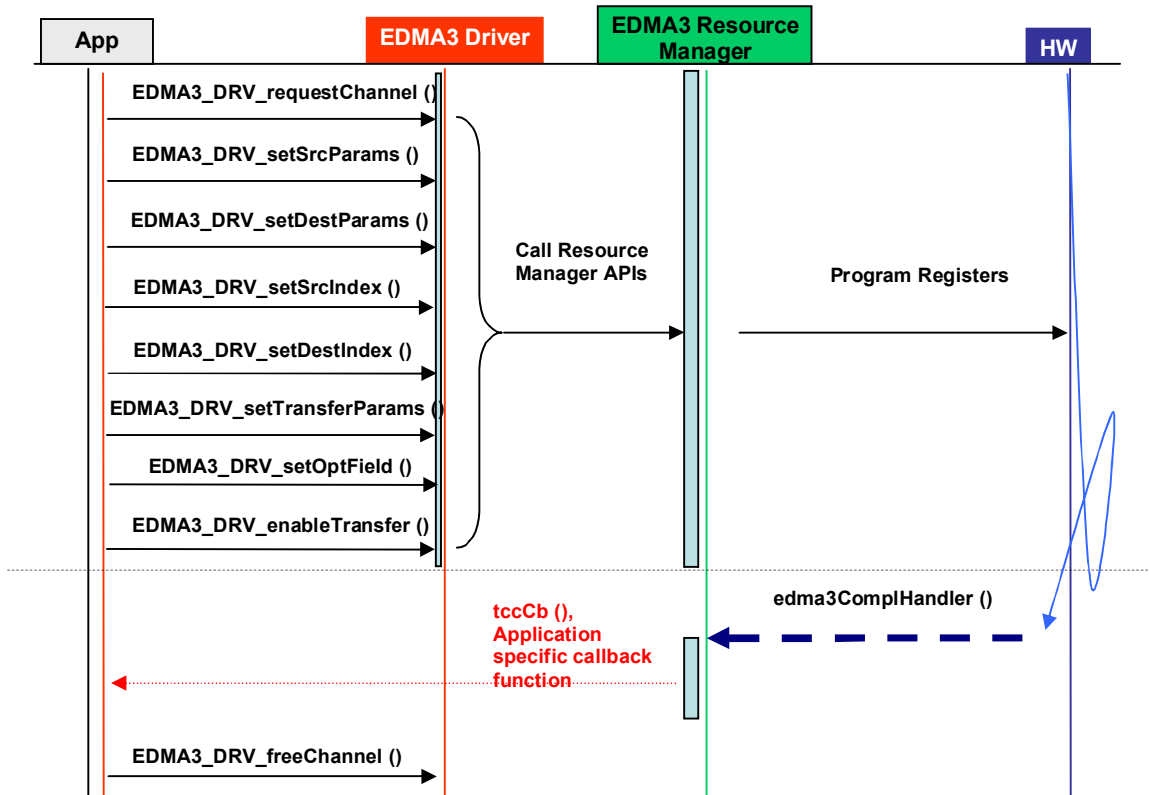 App
EDMA3 Driver
EDMA3 Resource
Manager
HW
EDMA3_DRV_requestChannel ()
EDMA3_DRV_setSrcParams ()
EDMA3_DRV_setDestParams ()
EDMA3_DRV_setSrcIndex ()
EDMA3_DRV_setDestIndex ()
EDMA3_DRV_setTransferParams ()
EDMA3_DRV_setOptField ()
EDMA3_DRV_enableTransfer ()
Call Resource
Manager APIs
Program Registers
edma3ComplHandler ()
tccCb (),
Application
specific callback
function
EDMA3_DRV_freeChannel ()